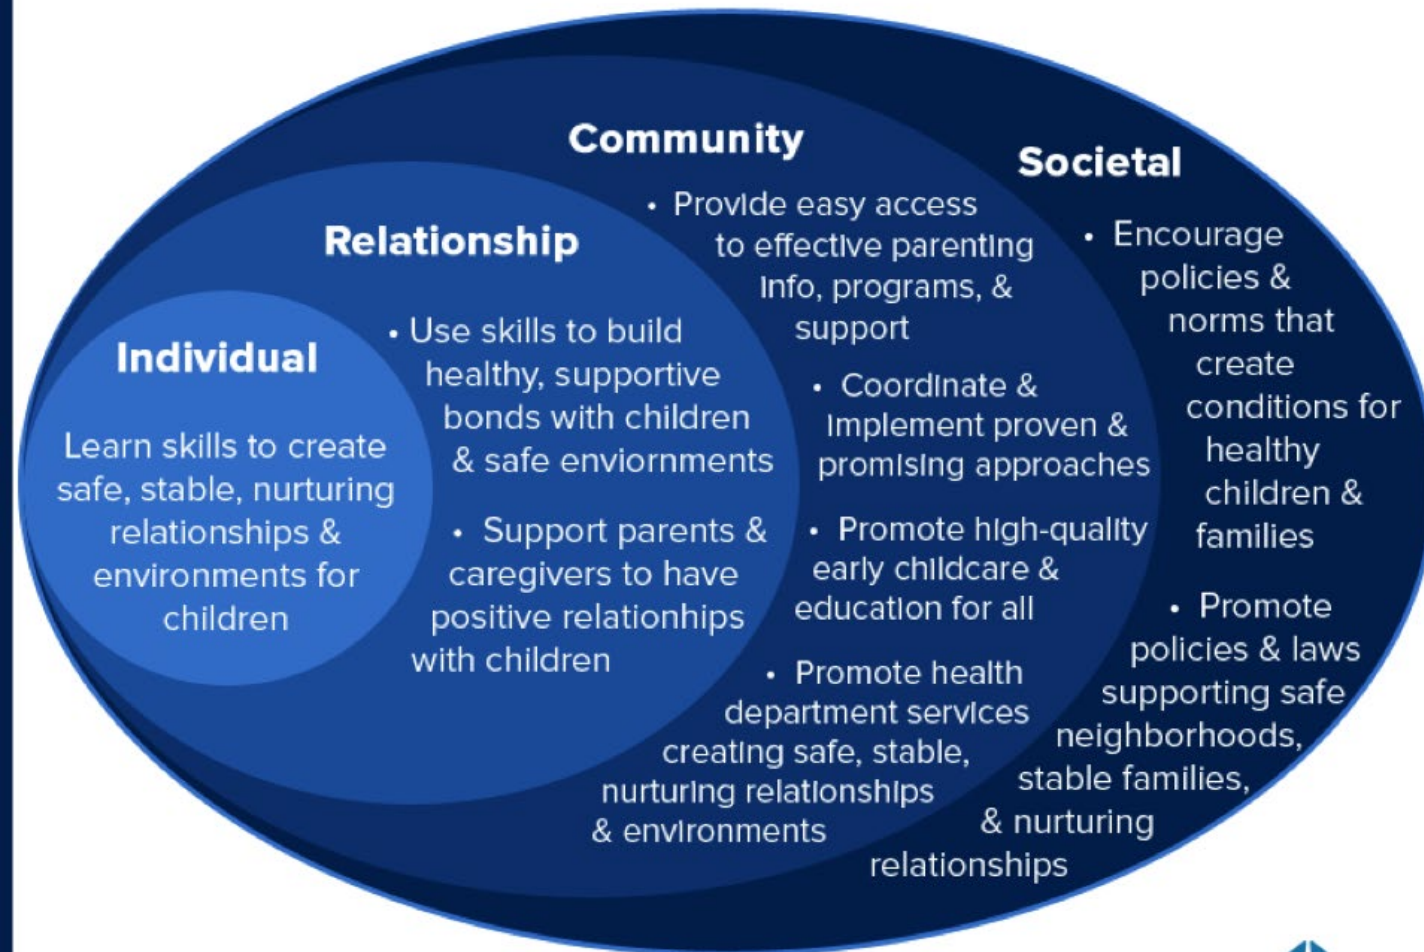 Individual
Learn skills to create
safe, stable, nurturing
relationships &
environments for
children
Relationship
• Use skills to build
healthy, supportive
bonds with children
& safe enviornments
• Support parents &
caregivers to have
positive relationhips
with children
Community
• Provide easy access
to effective parenting
info, programs, &
support
• Coordinate &
implement proven &
promising approaches
• Promote high-quality
early childcare &
education for all
• Promote health
department services
creating safe, stable,
nurturing relationships
& environments
Societal
• Encourage
policies &
norms that
create
conditions for
healthy
children &
families
• Promote
policies & laws
supporting safe
neighborhoods,
stable families,
& nurturing
relationships